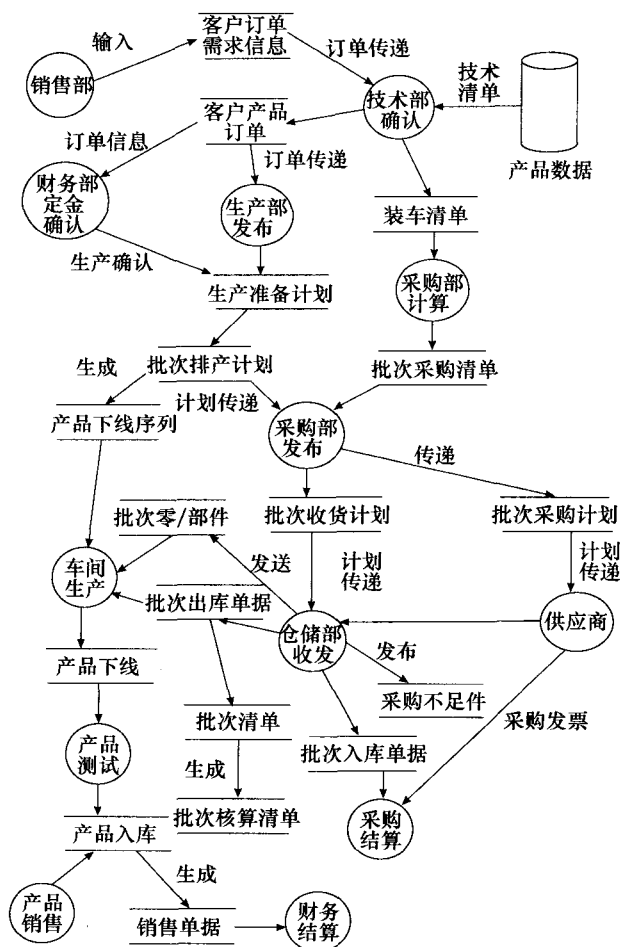 客户订单
需求信息
输入
订单传递
销售部
技术
清单
技术部
确认
客户产品
订单
产品数据
订单信息
订单传递
财务部
定金
确认
生产部
发布
装车清单
生产确认
采购部
计算
生产准备计划
批次排产计划
批次采购清单
生成
计划传递
产品下线序列
采购部
发布
传递
批次零/部件
批次收货计划
批次采购计划
发送
计划
传递
计划
传递
车间
生产
批次出库单据
仓储部
收发
供应商
产品下线
发布
采购不足件
批次清单
采购发票
产品
测试
生成
批次入库单据
批次核算清单
产品入库
采购
结算
生成
产品
销售
销售单据
财务
结算